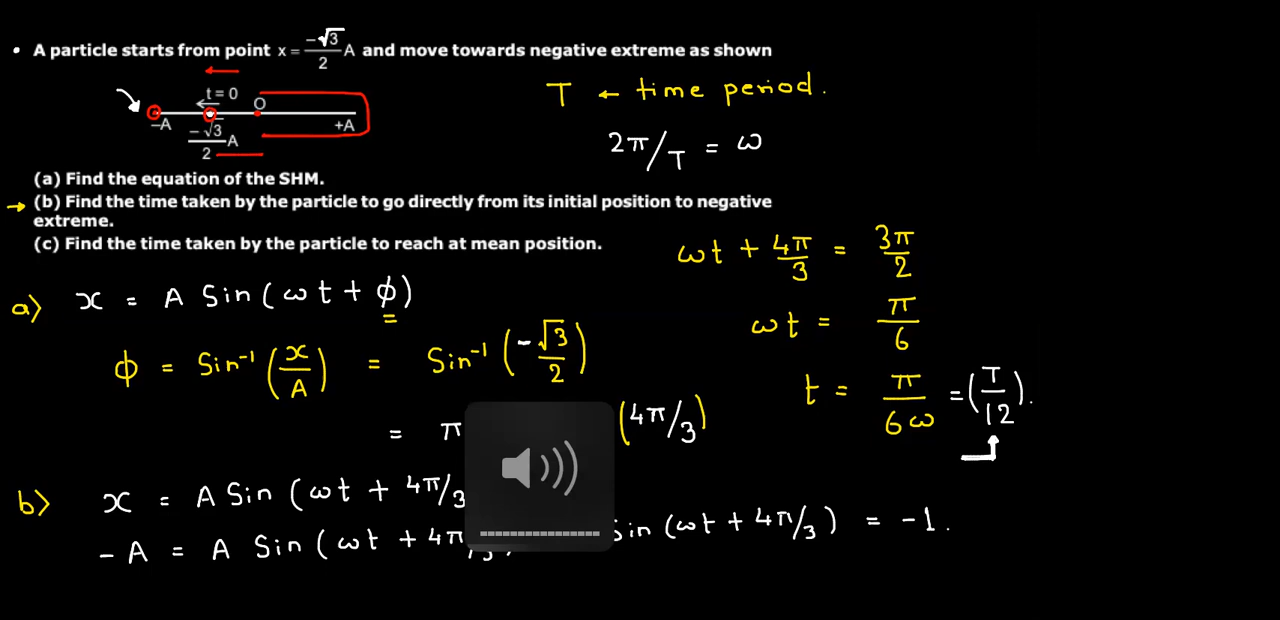 • A particle starts from point x = -√3/2 A and move towards negative extreme as shown
t = 0
O
-A
-√3/2 A
+A
T ← time period.
2π/T = ω
(a) Find the equation of the SHM.
→ (b) Find the time taken by the particle to go directly from its initial position to negative
extreme.
(c) Find the time taken by the particle to reach at mean position.
a) x = A Sin(ωt + φ)
φ = Sin⁻¹(x/A) = Sin⁻¹(-√3/2)
= π (4π/3)
ωt + 4π/3 = 3π/2
ωt = π/6
t = π/6ω = (T/12).
b) x = A Sin(ωt + 4π/3
-A = A Sin(ωt + 4π Sin(ωt + 4π/3) = -1.